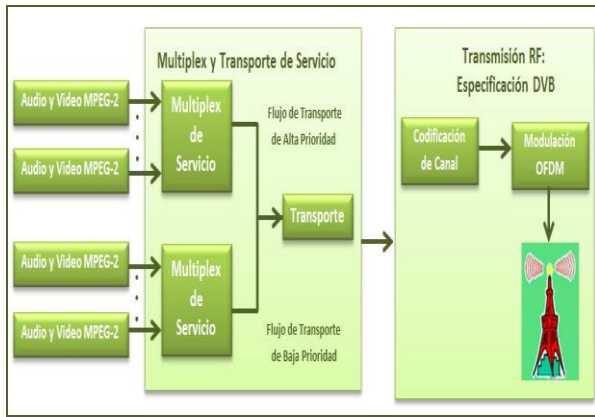 Multiplex y Transporte de Servicio
Audio y Video MPEG-2
Audio y Video MPEG-2
Audio y Video MPEG-2
Audio y Video MPEG-2
Multiplex
de
Servicio
Multiplex
de
Servicio
Flujo de Transporte
de Alta Prioridad
Transporte
Flujo de Transporte
de Baja Prioridad
Transmisión RF:
Especificación DVB
Codificación
de Canal
Modulación
OFDM